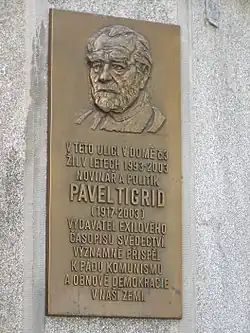 V TÉTO ULICI V DOMĚ č.3
ŽIL V LETECH 1993-2003
NOVINÁŘ A POLITIK
PAVEL TIGRID
(1917-2003)
VYDAVATEL EXILOVÉHO
ČASOPISU SVĚDECTVÍ.
VÝZNAMNĚ PŘISPĚL
K PÁDU KOMUNISMU
A OBNOVĚ DEMOKRACIE
V NAŠÍ ZEMI.